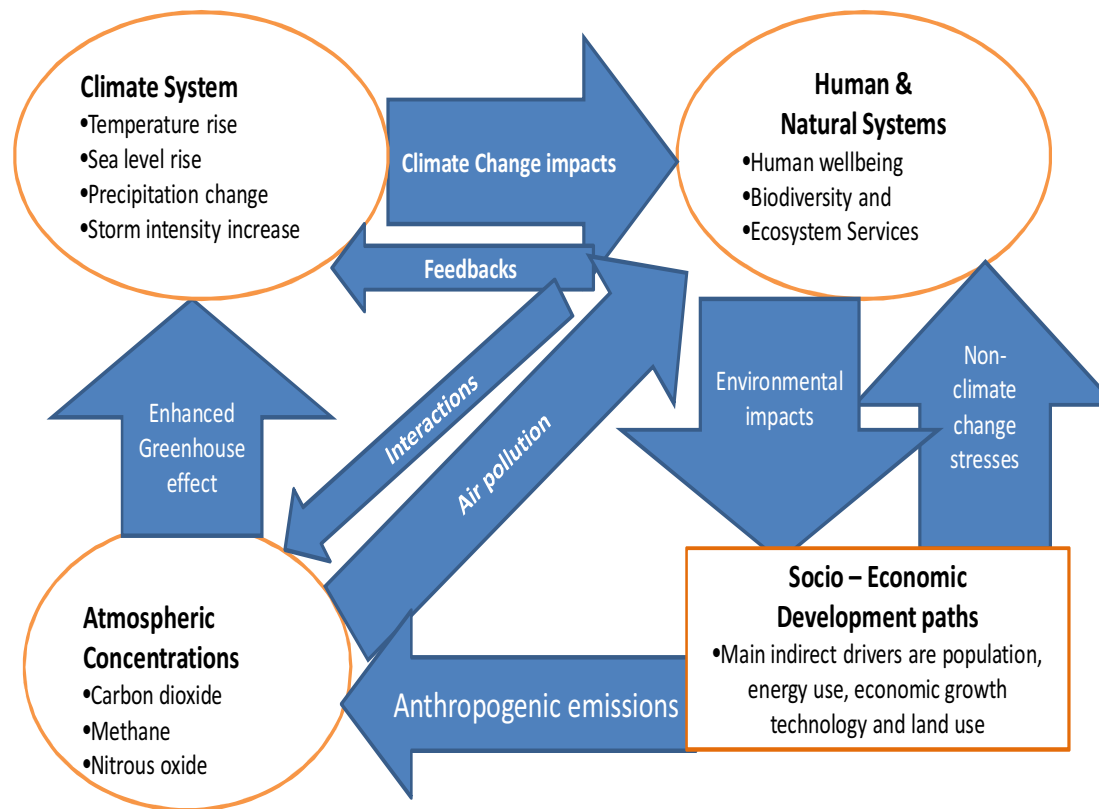 Climate System
•Temperature rise
•Sea level rise
•Precipitation change
•Storm intensity increase
Climate Change impacts
Human &
Natural Systems
•Human wellbeing
•Biodiversity and
•Ecosystem Services
Feedbacks
Enhanced
Greenhouse
effect
Interactions
Air pollution
Environmental
impacts
Non-
climate
change
stresses
Atmospheric
Concentrations
•Carbon dioxide
•Methane
•Nitrous oxide
Anthropogenic emissions
Socio – Economic
Development paths
•Main indirect drivers are population,
energy use, economic growth
technology and land use